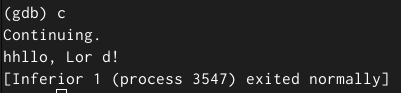 (gdb) c
Continuing.
hhllo, Lor d!
[Inferior 1 (process 3547) exited normally]